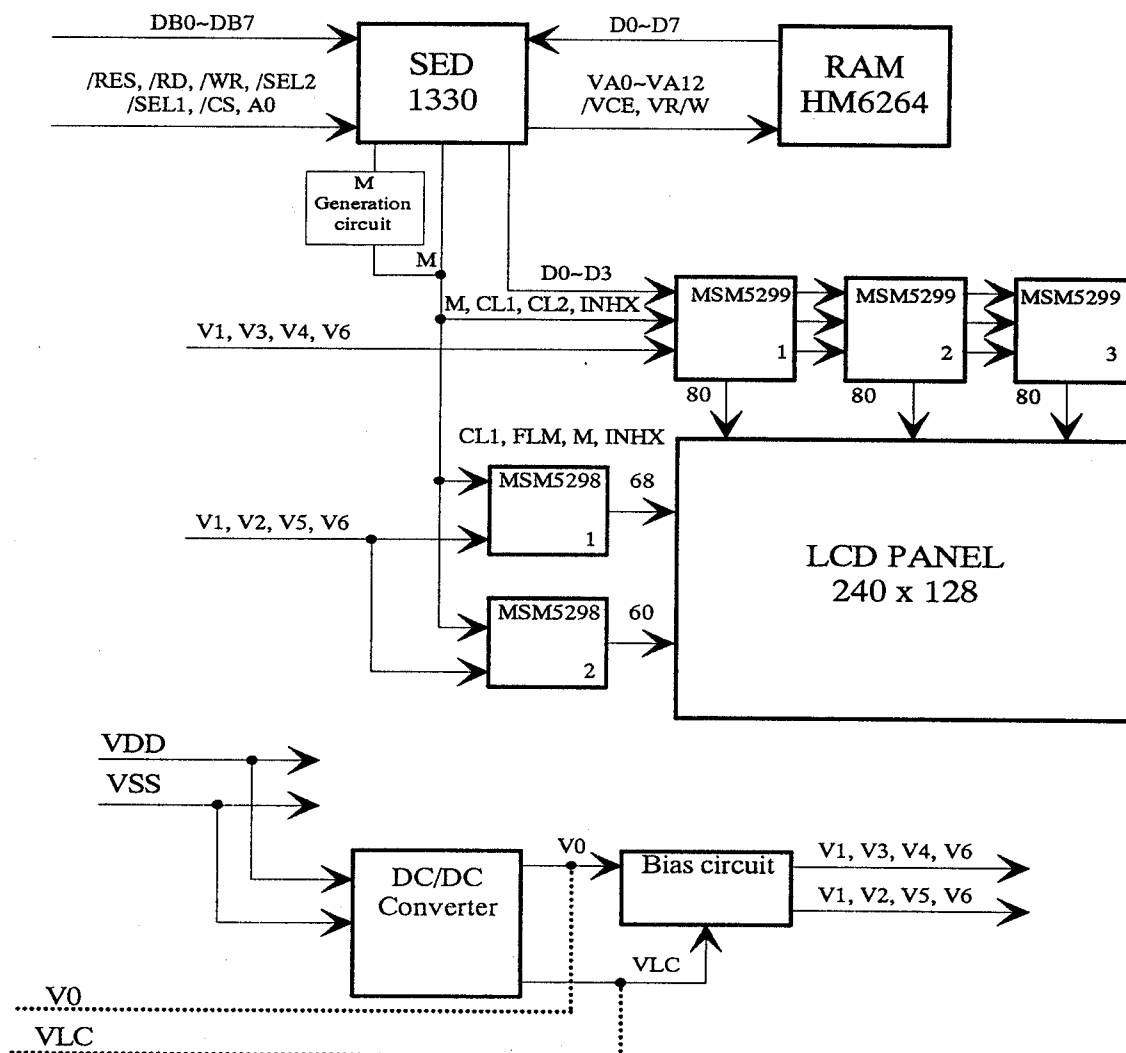 DB0~DB7
/RES, /RD, /WR, /SEL2
/SEL1, /CS, A0
SED
1330
D0~D7
VA0~VA12
/VCE, VR/W
RAM
HM6264
M
Generation
circuit
M
D0~D3
M, CL1, CL2, INHX
V1, V3, V4, V6
MSM5299
1
MSM5299
2
MSM5299
3
80
80
80
CL1, FLM, M, INHX
MSM5298
1
68
V1, V2, V5, V6
MSM5298
2
60
LCD PANEL
240 x 128
VDD
VSS
DC/DC
Converter
V0
Bias circuit
V1, V3, V4, V6
V1, V2, V5, V6
VLC
V0
VLC